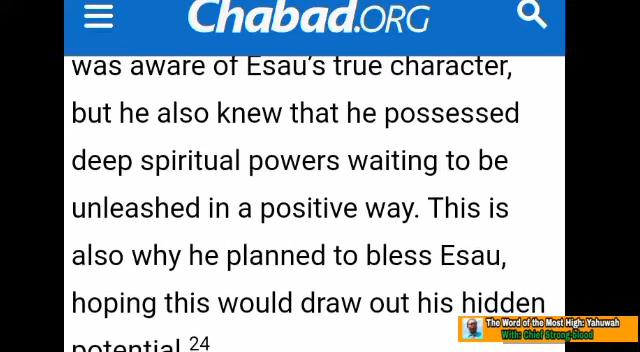 Chabad.ORG
was aware of Esau's true character,
but he also knew that he possessed
deep spiritual powers waiting to be
unleashed in a positive way. This is
also why he planned to bless Esau,
hoping this would draw out his hidden
potential.24
The Word of the Most High: Yahuwah
With: Chief Strong-blood